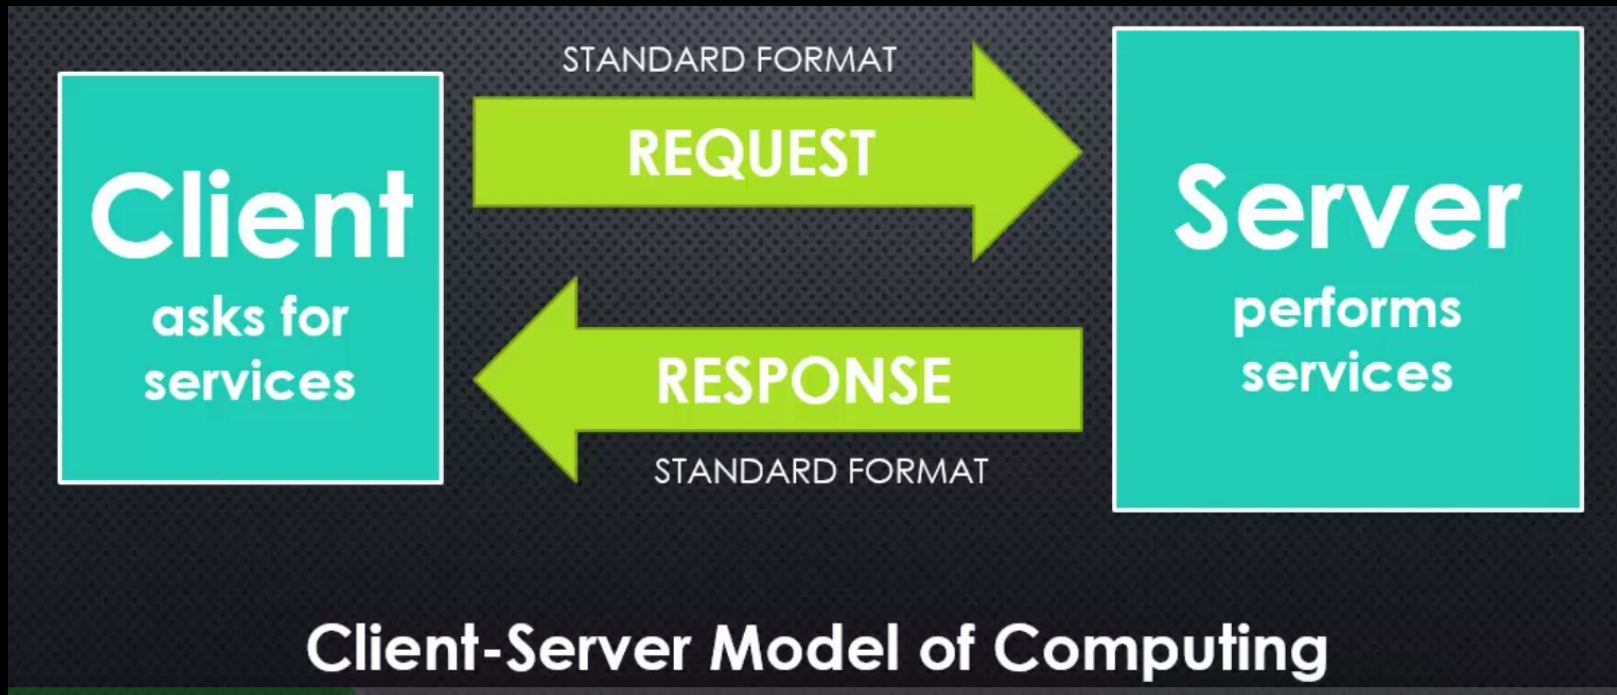 STANDARD FORMAT
REQUEST
Client
asks for
services
Server
performs
services
RESPONSE
STANDARD FORMAT
Client-Server Model of Computing